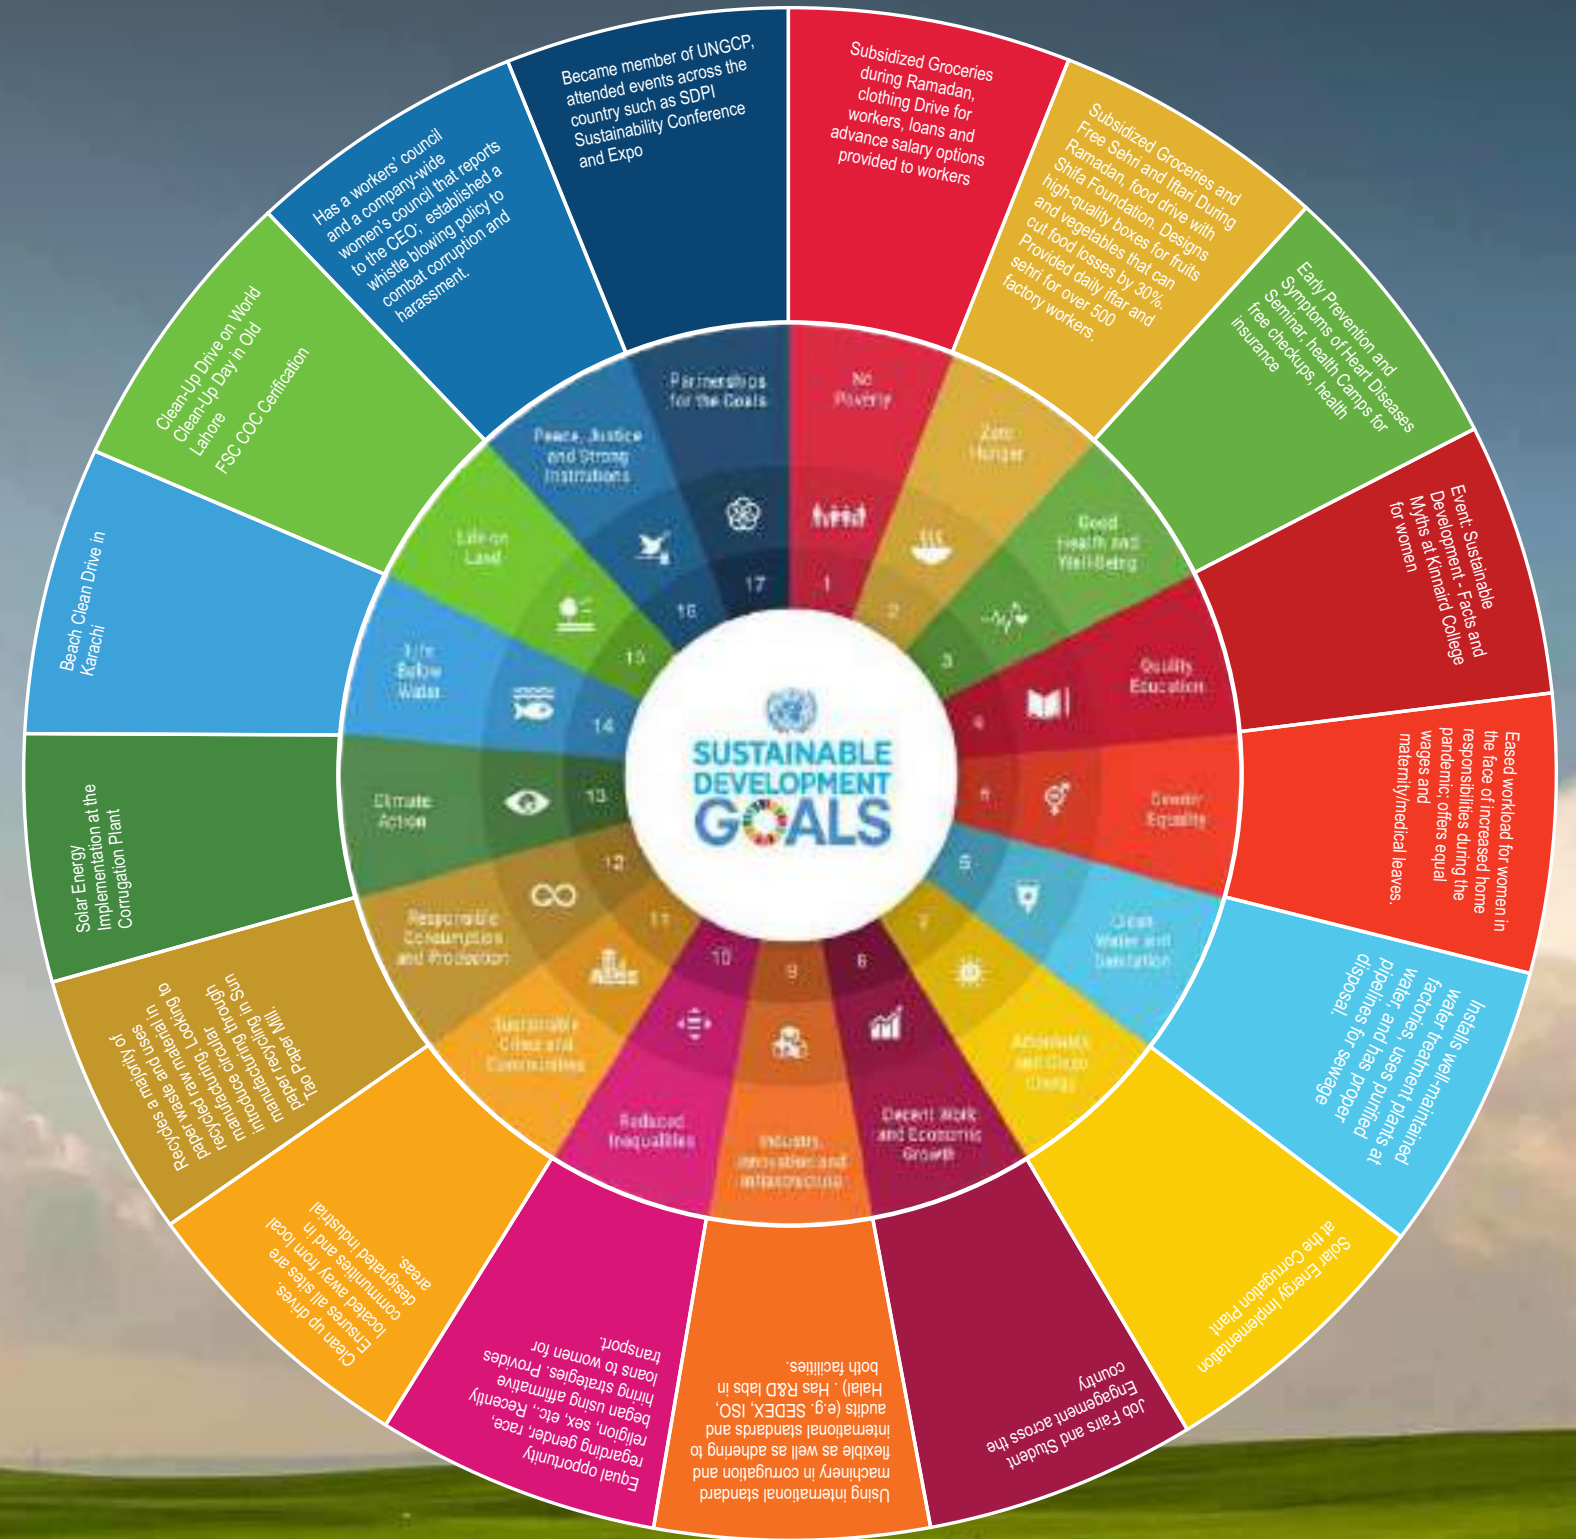 Became member of UNGCP,
attended events across the
country such as SDPI
Sustainability Conference
and Expo
Subsidized Groceries
during Ramadan,
clothing Drive for
workers, loans and
advance salary options
provided to workers
Subsidized Groceries and
Free Sehri and Iftari During
Ramadan, food drive with
Shifa Foundation. Designs
high-quality boxes for fruits
and vegetables that can
cut food losses by 30%.
Provided daily iftar and
sehri for over 500
factory workers.
Early Prevention and
Symptoms of Heart Diseases
Seminar, health Camps for
free checkups, health
insurance
Event: Sustainable
Development - Facts and
Myths at Kinnaird College
for women
Eased workload for women in
the face of increased home
responsibilities during the
pandemic; offers equal
wages and
maternity/medical leaves.
Installs well-maintained
water treatment plants at
factories, uses purified
water, and has proper
pipelines for sewage
disposal.
Solar Energy Implementation
at the Corrugation Plant
Job Fairs and Student
Engagement across the
country
Using international standard
machinery in corrugation and
flexible as well as adhering to
international standards and
audits (e.g. SEDEX, ISO,
Halal) . Has R&D labs in
both facilities.
Equal opportunity
regarding gender, race,
religion, sex, etc.. Recently
began using affirmative
hiring strategies. Provides
loans to women for
transport.
Clean up drives.
Ensures all sites are
located away from local
communities and in
designated industrial
areas.
Recycles a majority of
paper waste and uses
recycled raw material in
manufacturing. Looking to
introduce circular
manufacturing through
paper recycling in Sun
Tao Paper Mill.
Solar Energy
Implementation at the
Corrugation Plant
Beach Clean Drive in
Karachi
Clean-Up Drive on World
Clean-Up Day in Old
Lahore
FSC COC Cerification
Has a workers' council
and a company-wide
women's council that reports
to the CEO; established a
whistle blowing policy to
combat corruption and
harassment.
Partnerships
for the Goals
17
No
Poverty
1
Zero
Hunger
2
Good
Health and
Well-Being
3
Quality
Education
4
Gender
Equality
5
Clean
Water and
Sanitation
Affordable
and Clean
Energy
Decent Work
and Economic
Growth
Industry,
Innovation and
Infrastructure
9
Reduced
Inequalities
10
Sustainable
Cities and
Communities
11
Responsible
Consumption
and Production
12
Climate
Action
13
Life
Below
Water
14
Life on
Land
15
Peace, Justice
and Strong
Institutions
16
SUSTAINABLE
DEVELOPMENT
GOALS